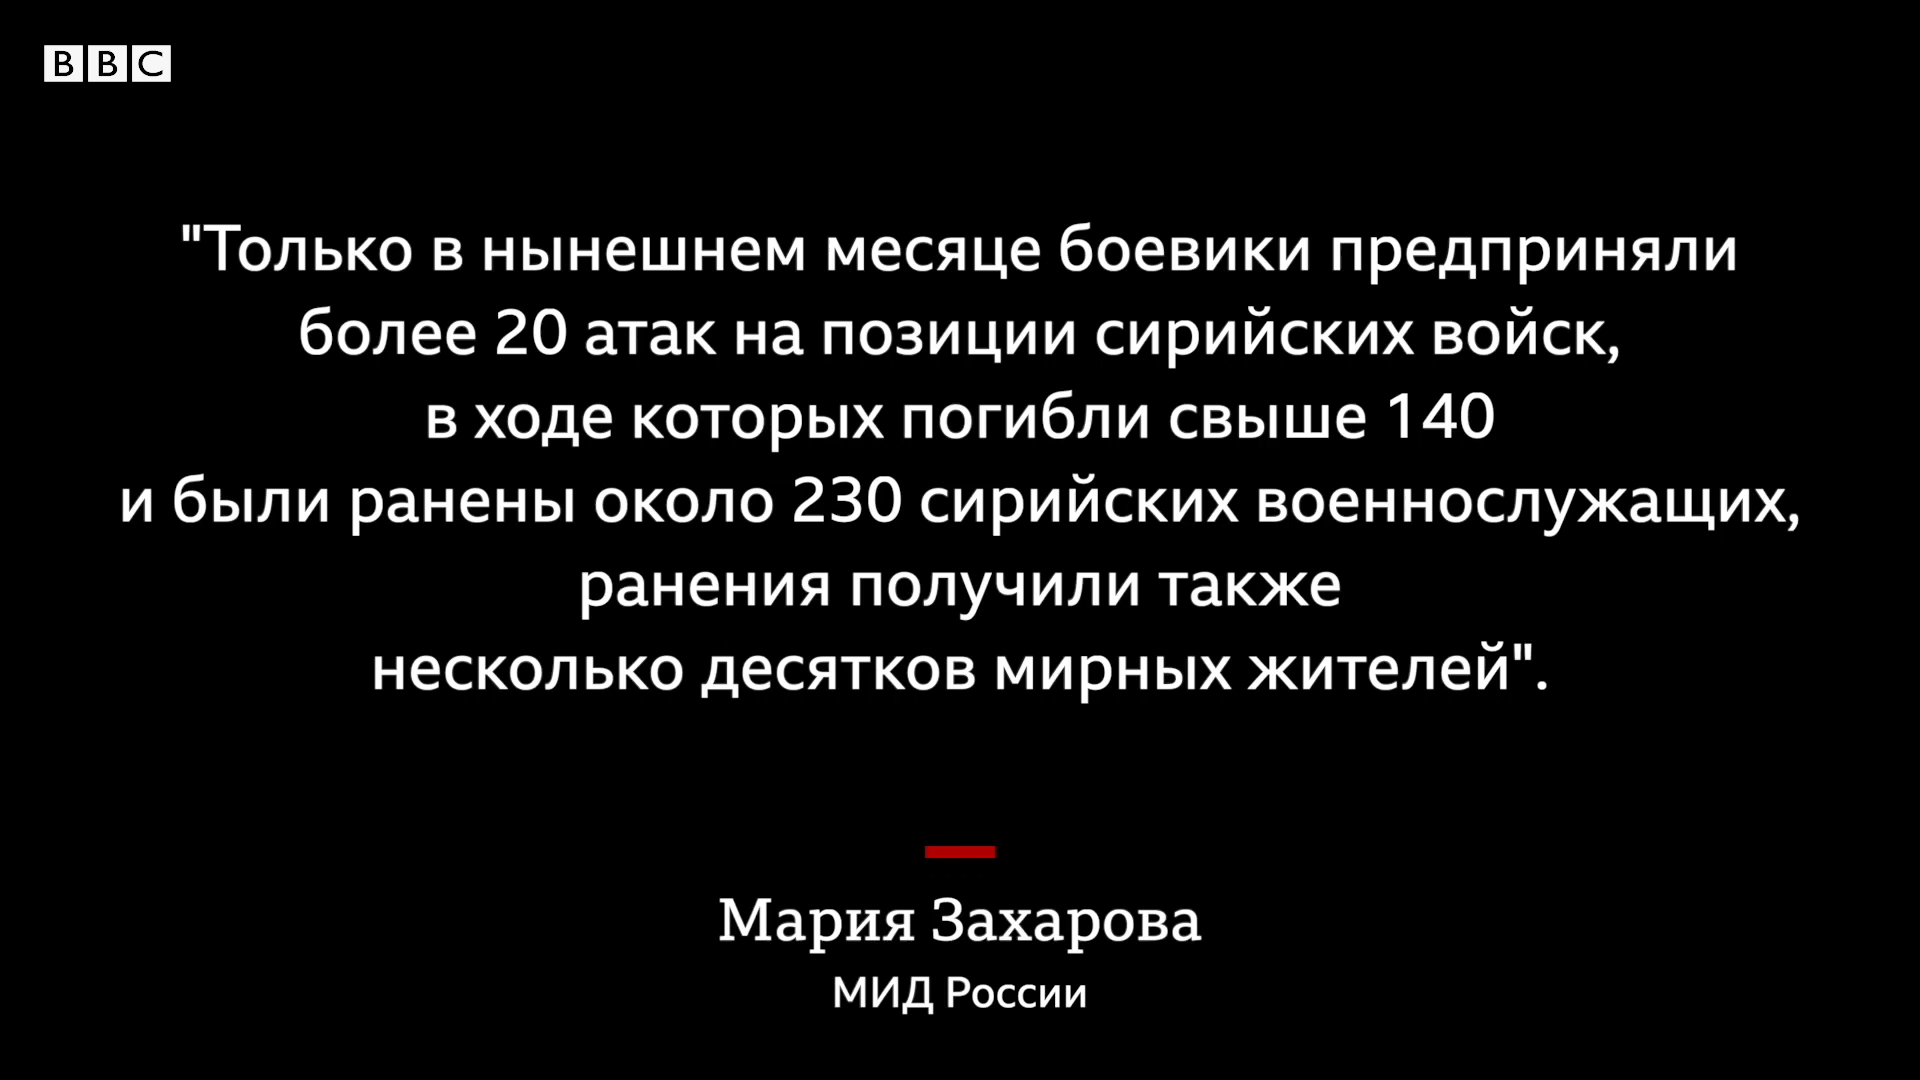 BBC
"Только в нынешнем месяце боевики предприняли
более 20 атак на позиции сирийских войск,
в ходе которых погибли свыше 140
и были ранены около 230 сирийских военнослужащих,
ранения получили также
несколько десятков мирных жителей".
Мария Захарова
МИД России